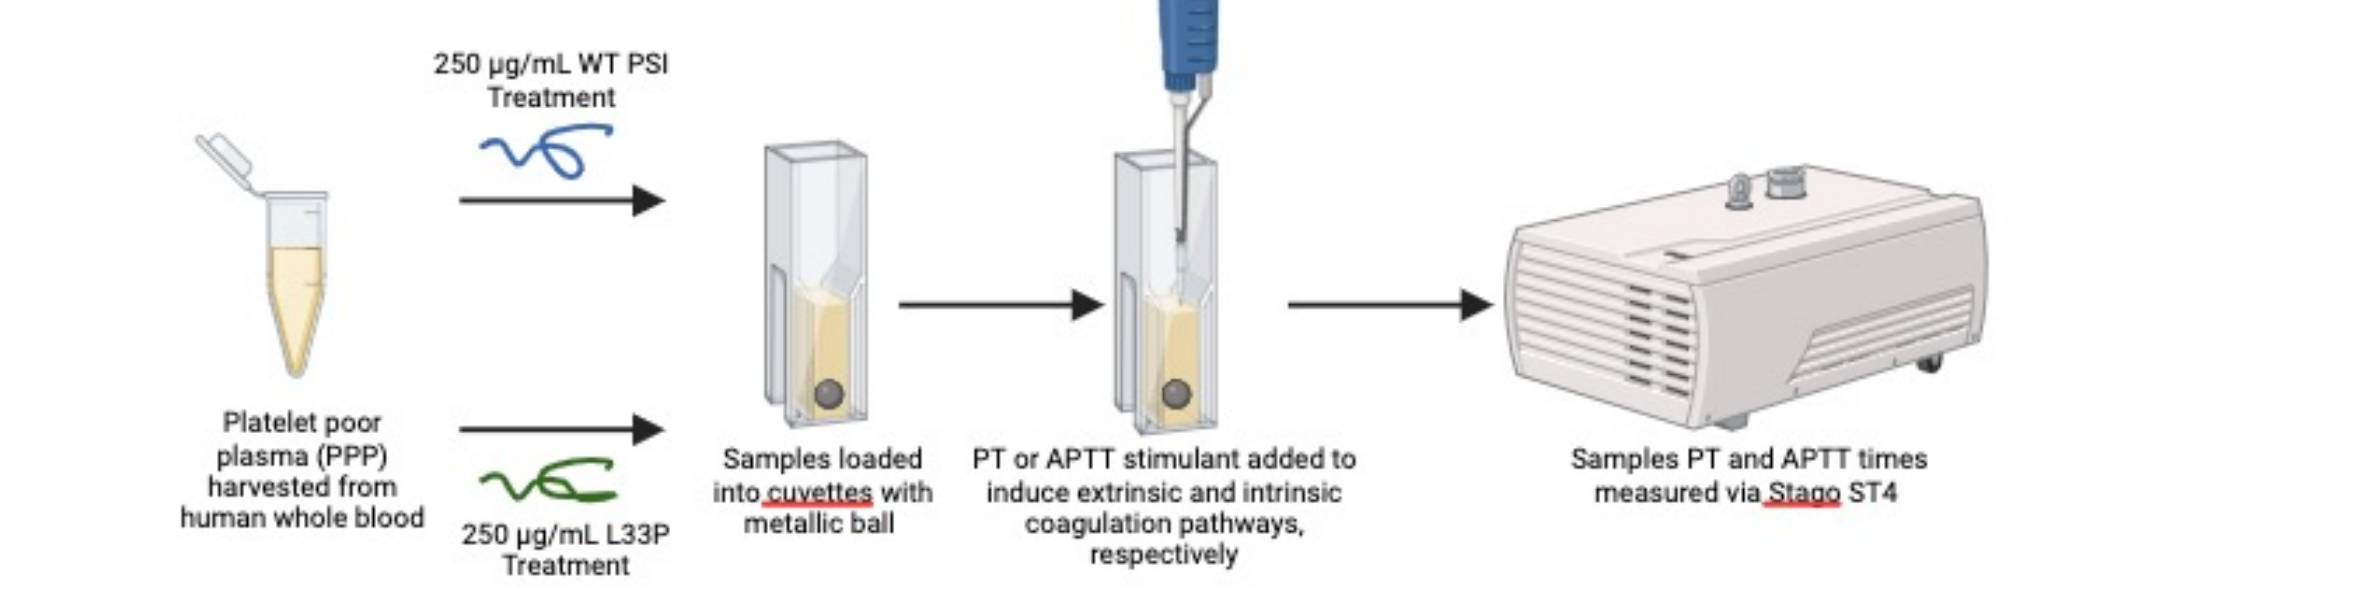 250 µg/mL WT PSI
Treatment
Platelet poor
plasma (PPP)
harvested from
human whole blood
250 µg/mL L33P
Treatment
Samples loaded
into cuvettes with
metallic ball
PT or APTT stimulant added to
induce extrinsic and intrinsic
coagulation pathways,
respectively
Samples PT and APTT times
measured via Stago ST4